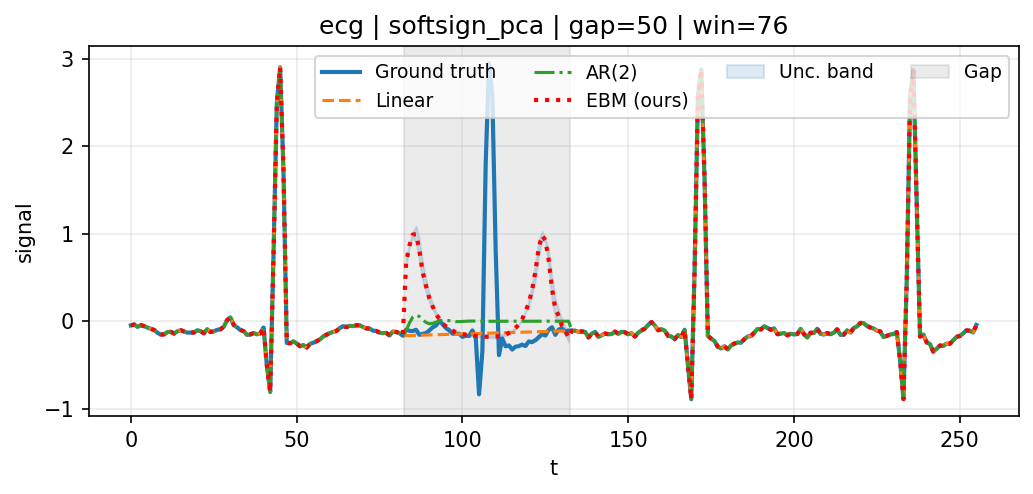 ecg | softsign_pca | gap=50 | win=76
Ground truth
Linear
AR(2)
EBM (ours)
Unc. band
Gap
3
2
1
0
−1
signal
0
50
100
150
200
250
t